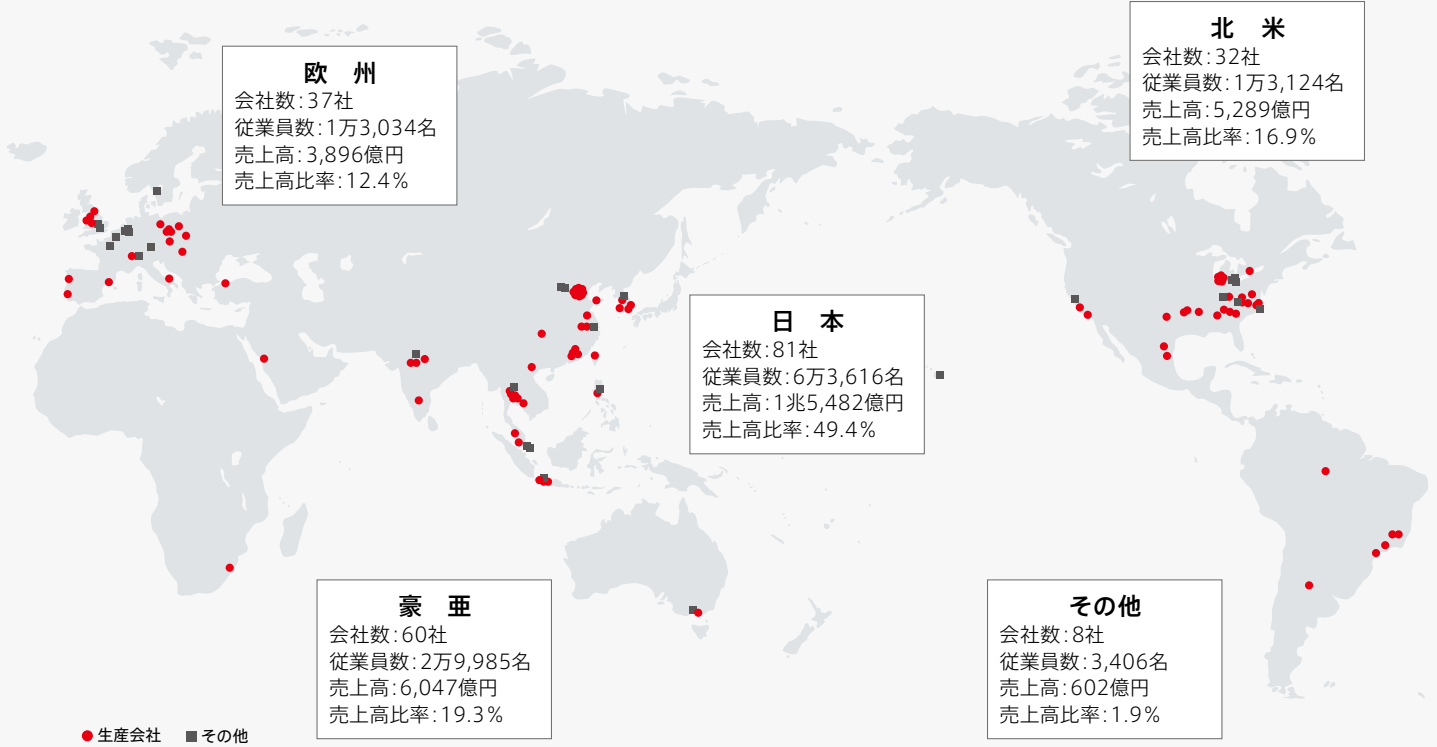 欧　州
会社数：37社
従業員数：1万3,034名
売上高：3,896億円
売上高比率：12.4%
北　米
会社数：32社
従業員数：1万3,124名
売上高：5,289億円
売上高比率：16.9%
日　本
会社数：81社
従業員数：6万3,616名
売上高：1兆5,482億円
売上高比率：49.4%
豪　亜
会社数：60社
従業員数：2万9,985名
売上高：6,047億円
売上高比率：19.3%
その他
会社数：8社
従業員数：3,406名
売上高：602億円
売上高比率：1.9%
生産会社　その他